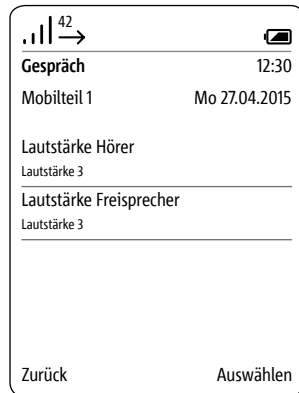 42
Gespräch 12:30
Mobilteil 1 Mo 27.04.2015
Lautstärke Hörer
Lautstärke 3
Lautstärke Freisprecher
Lautstärke 3
Zurück Auswählen